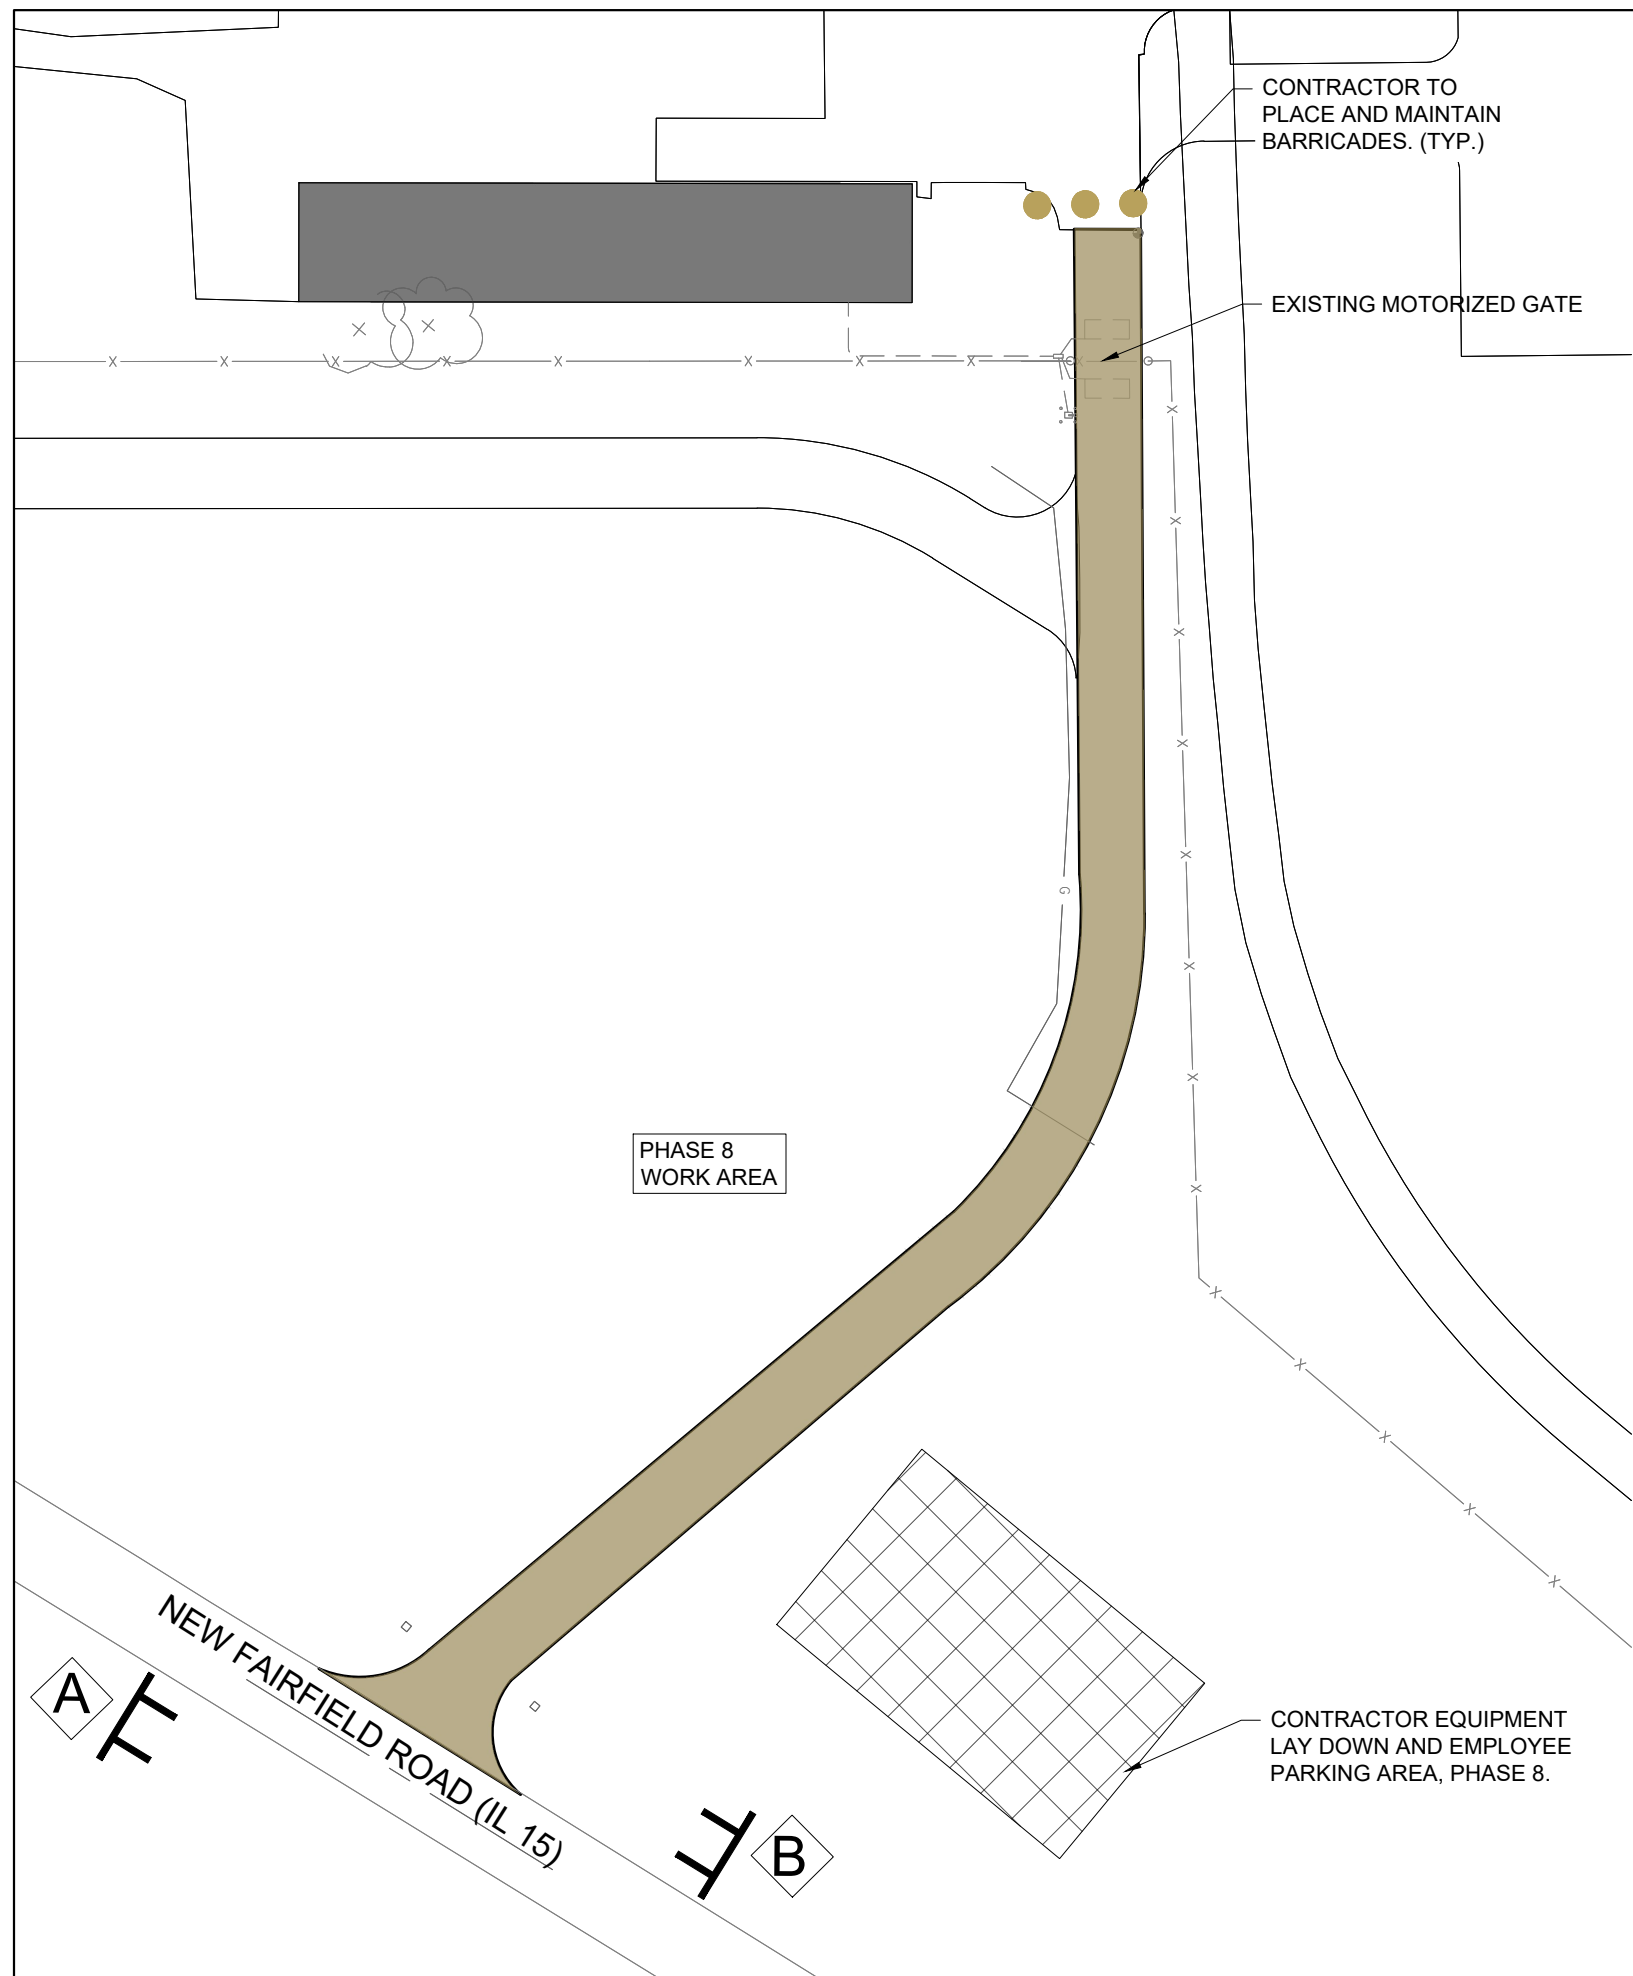 CONTRACTOR TO
PLACE AND MAINTAIN
BARRICADES. (TYP.)
EXISTING MOTORIZED GATE
X X X X X X X X X
X
X
X
X
X
G
X
X
X
PHASE 8
WORK AREA
X
X
X
X
X
NEW FAIRFIELD ROAD (IL 15)
A
B
CONTRACTOR EQUIPMENT
LAY DOWN AND EMPLOYEE
PARKING AREA, PHASE 8.